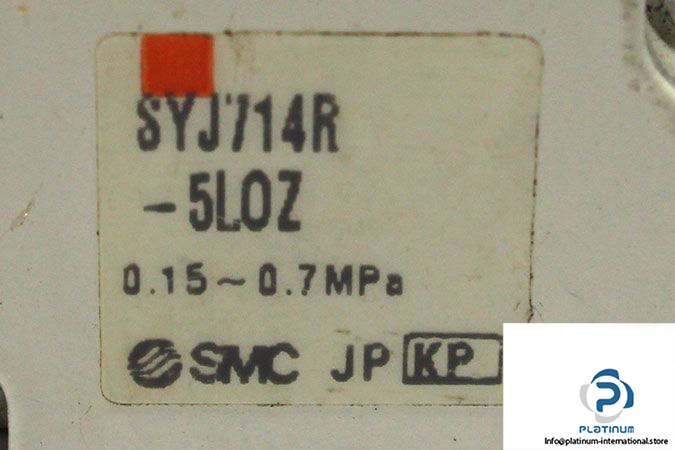 SYJ714R
-5LOZ
0.15~0.7MPa
SMC JP KP
PLATINUM
Info@platinum-international.store